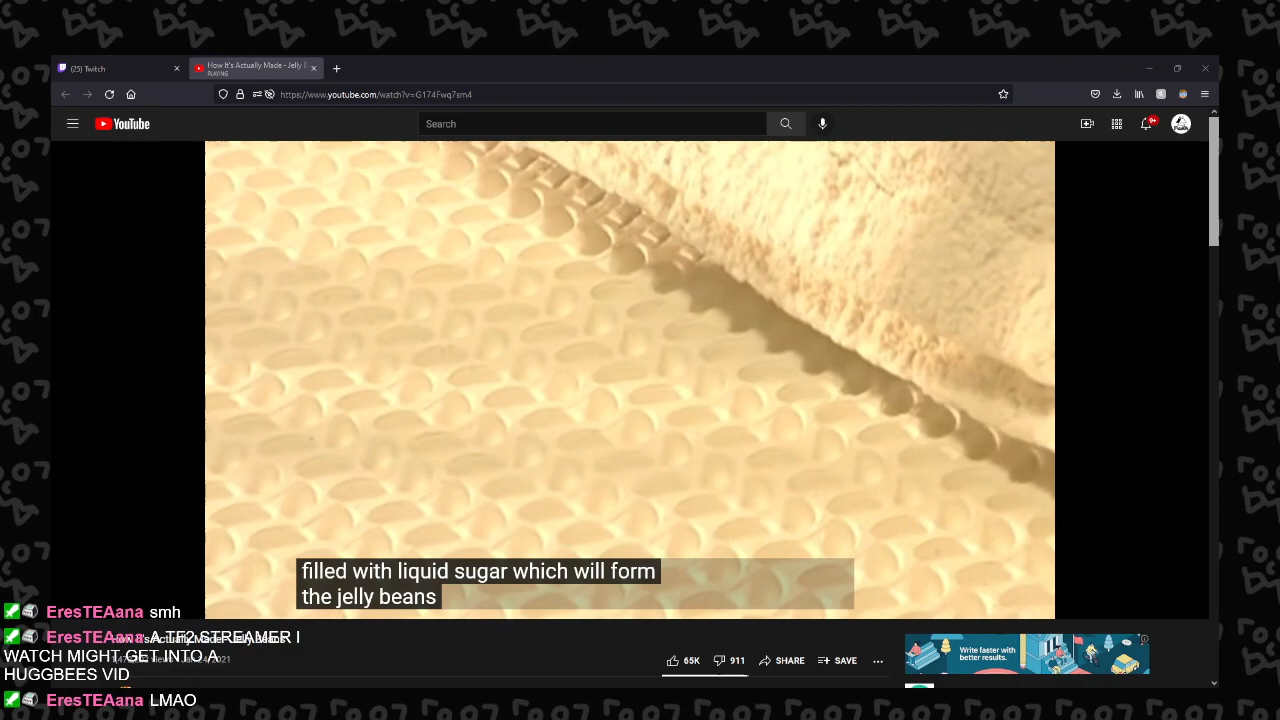 (25) Twitch
How It's Actually Made - Jelly B
PLAYING
https://www.youtube.com/watch?v=G174Fwq7sm4
YouTube
Search
9+
filled with liquid sugar which will form
the jelly beans
EresTEAana smh
EresTEAana A TF2 STREAMER I
WATCH MIGHT GET INTO A
HUGGBEES VID
EresTEAana LMAO
65K
911
SHARE
SAVE
Write faster with
better results.